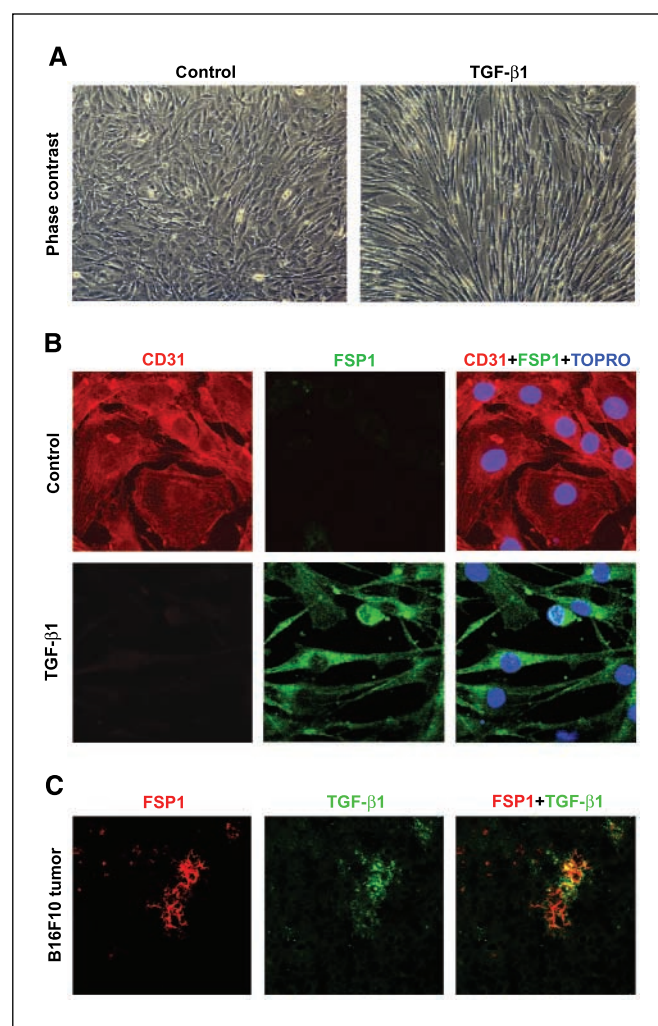 A
Control TGF-β1
Phase contrast
B
CD31 FSP1 CD31+FSP1+TOPRO
Control
TGF-β1
C
FSP1 TGF-β1 FSP1+TGF-β1
B16F10 tumor